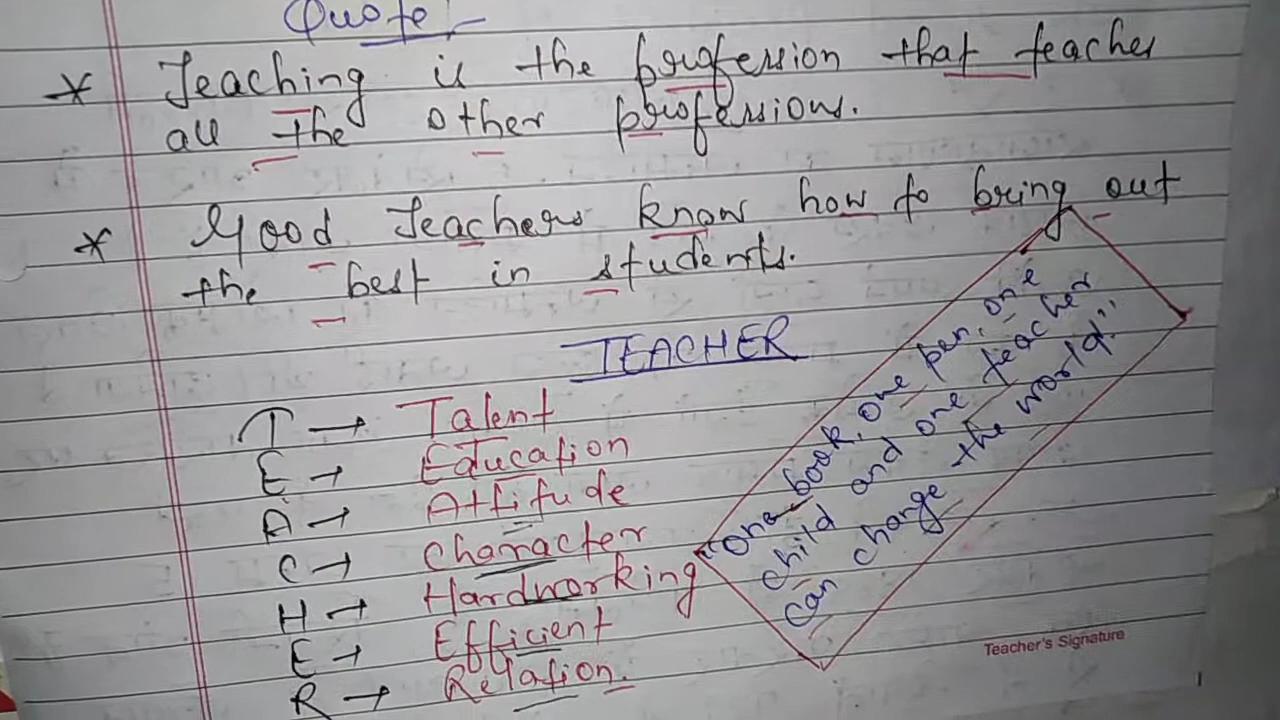 Quote
* Teaching is the profession that teaches
all the other professions.
* Good Teachers know how to bring out
the best in students.
TEACHER
T → Talent
E → Education
A → Attitude
C → Character
H → Hardworking
E → Efficient
R → Relation.
"One book, one pen, one
child and one teacher
can change the world."
Teacher's Signature